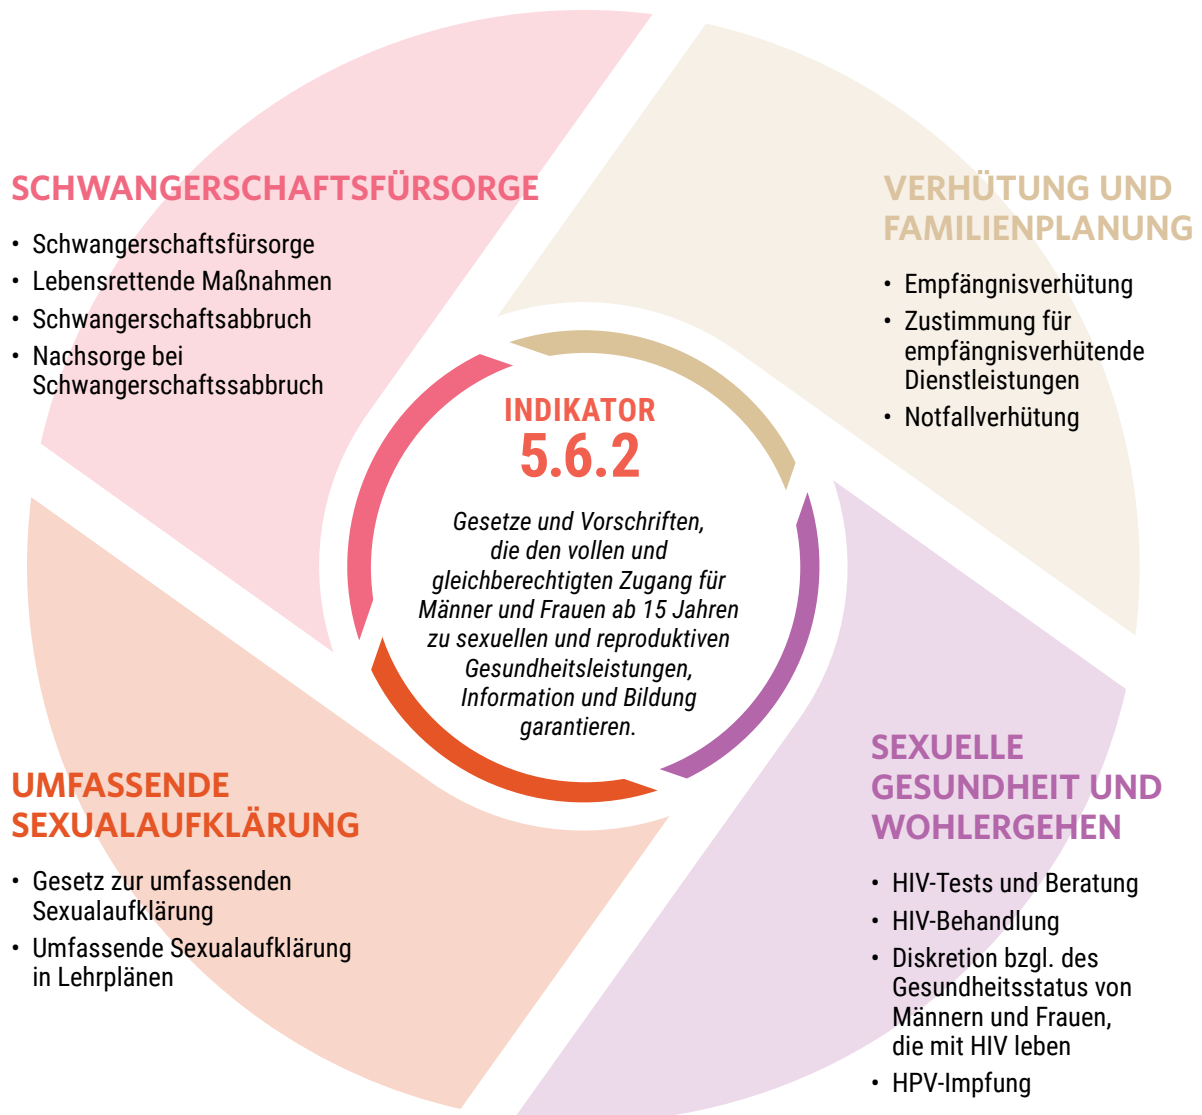 SCHWANGERSCHAFTSFÜRSORGE
• Schwangerschaftsfürsorge
• Lebensrettende Maßnahmen
• Schwangerschaftsabbruch
• Nachsorge bei
Schwangerschaftssabbruch
VERHÜTUNG UND
FAMILIENPLANUNG
• Empfängnisverhütung
• Zustimmung für
empfängnisverhütende
Dienstleistungen
• Notfallverhütung
INDIKATOR
5.6.2
Gesetze und Vorschriften,
die den vollen und
gleichberechtigten Zugang für
Männer und Frauen ab 15 Jahren
zu sexuellen und reproduktiven
Gesundheitsleistungen,
Information und Bildung
garantieren.
UMFASSENDE
SEXUALAUFKLÄRUNG
• Gesetz zur umfassenden
Sexualaufklärung
• Umfassende Sexualaufklärung
in Lehrplänen
SEXUELLE
GESUNDHEIT UND
WOHLERGEHEN
• HIV-Tests und Beratung
• HIV-Behandlung
• Diskretion bzgl. des
Gesundheitsstatus von
Männern und Frauen,
die mit HIV leben
• HPV-Impfung